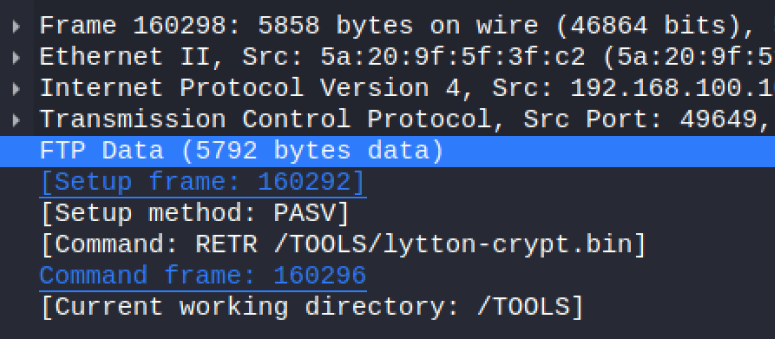 Frame 160298: 5858 bytes on wire (46864 bits),
Ethernet II, Src: 5a:20:9f:5f:3f:c2 (5a:20:9f:5
Internet Protocol Version 4, Src: 192.168.100.1
Transmission Control Protocol, Src Port: 49649,
FTP Data (5792 bytes data)
[Setup frame: 160292]
[Setup method: PASV]
[Command: RETR /TOOLS/lytton-crypt.bin]
Command frame: 160296
[Current working directory: /TOOLS]